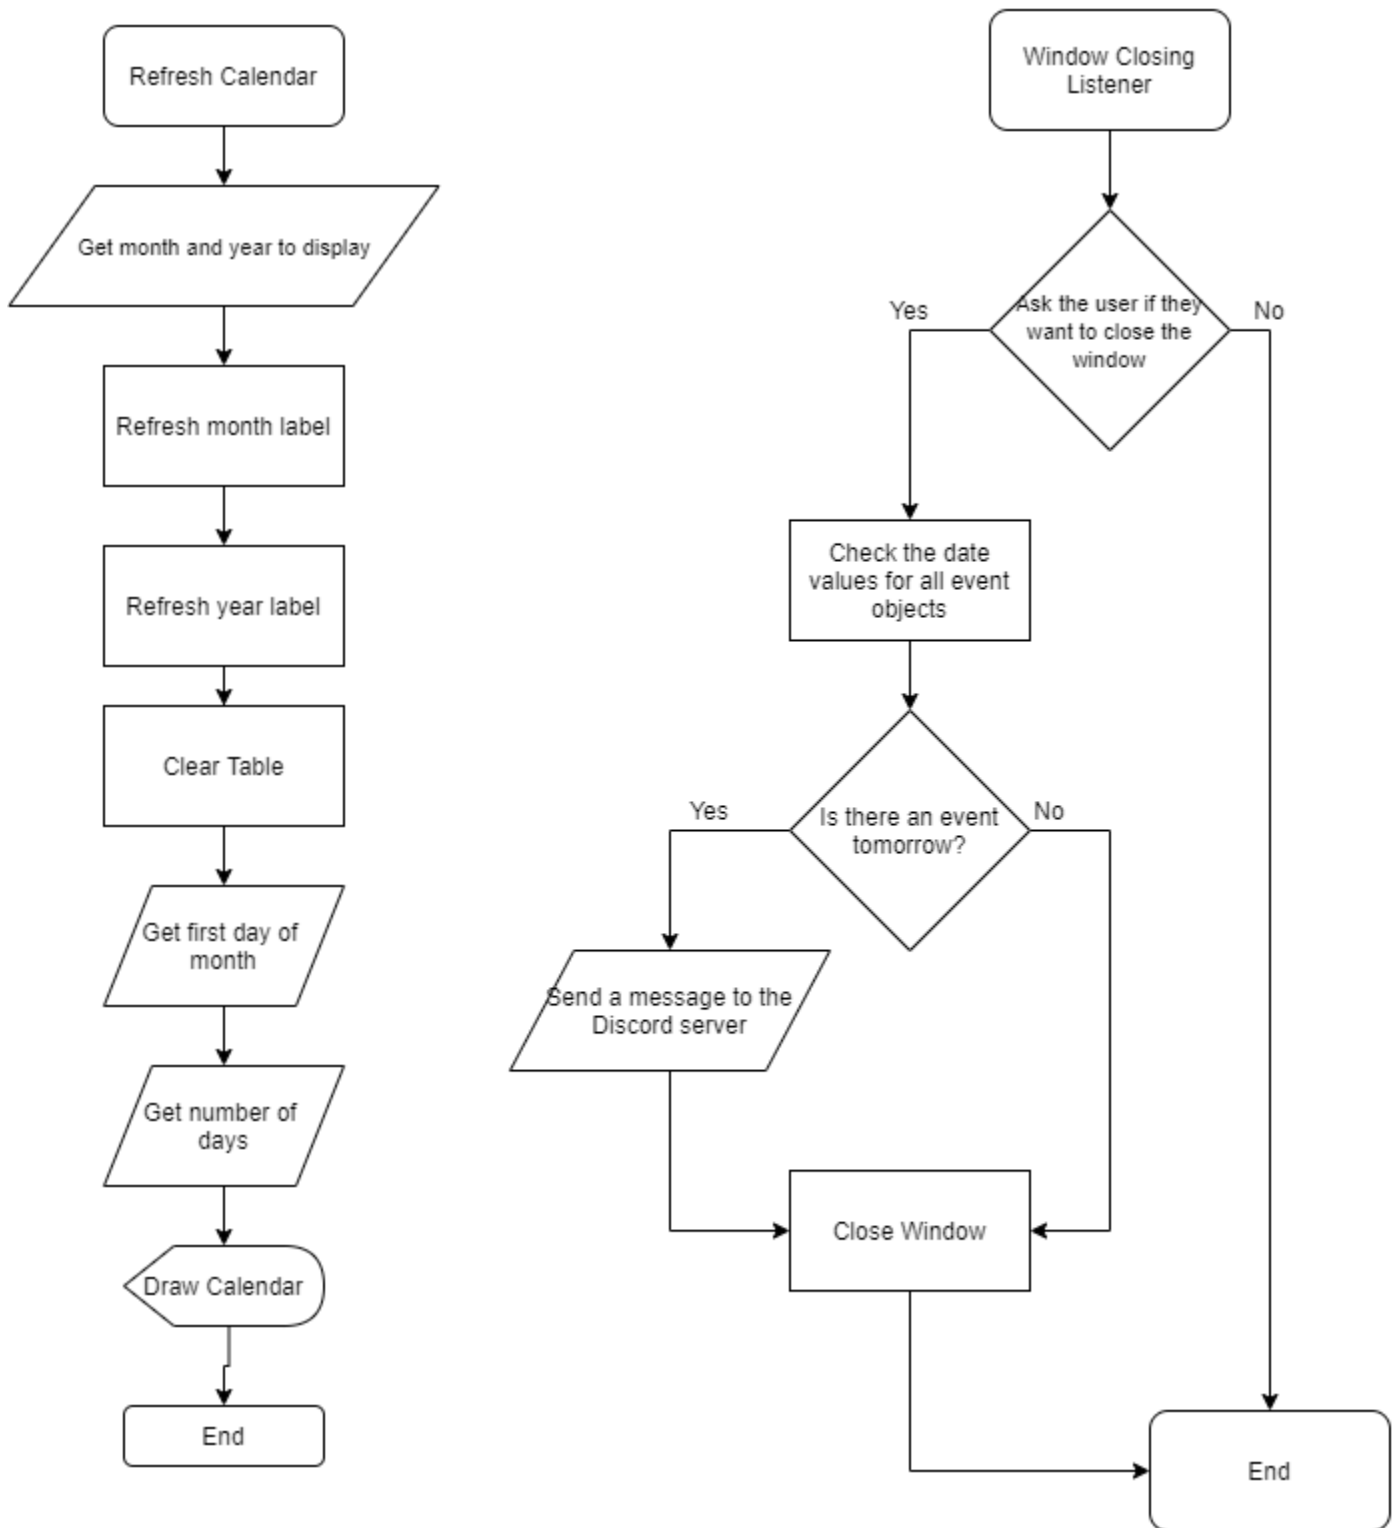 Refresh Calendar
Get month and year to display
Refresh month label
Refresh year label
Clear Table
Get first day of
month
Get number of
days
Draw Calendar
End
Window Closing
Listener
Ask the user if they
want to close the
window
Yes
No
Check the date
values for all event
objects
Is there an event
tomorrow?
Yes
No
Send a message to the
Discord server
Close Window
End